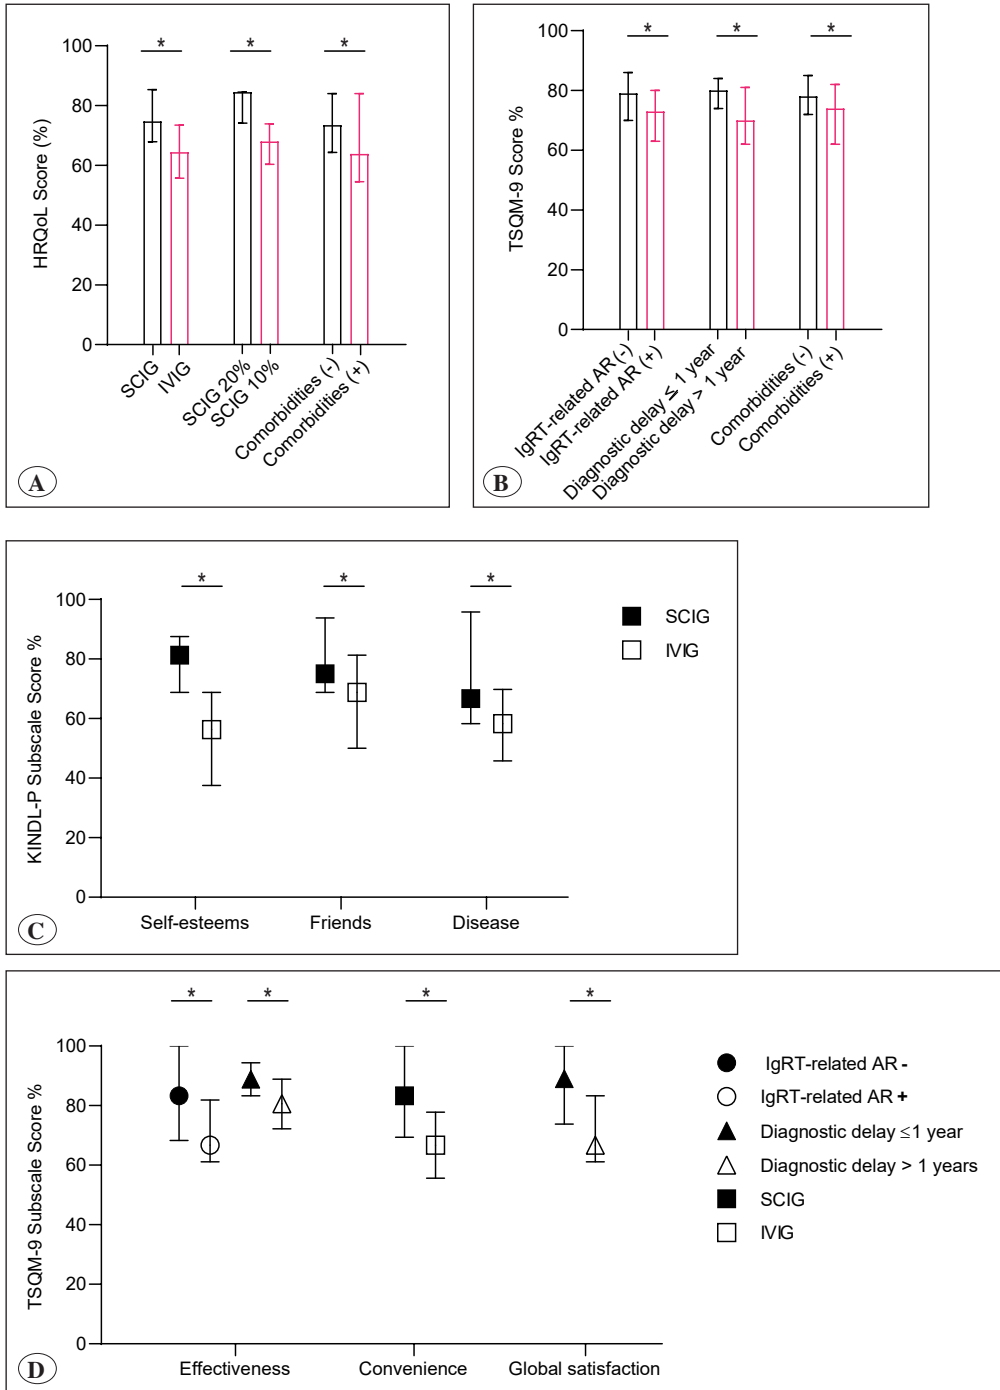 *
*
*
100
80
60
40
20
0
HRQoL Score (%)
SCIG
IVIG
SCIG 20%
SCIG 10%
Comorbidities (-)
Comorbidities (+)
A
*
*
*
100
80
60
40
20
0
TSQM-9 Score %
IgRT-related AR (-)
IgRT-related AR (+)
Diagnostic delay ≤ 1 year
Diagnostic delay > 1 year
Comorbidities (-)
Comorbidities (+)
B
*
*
*
100
80
60
40
20
0
KINDL-P Subscale Score %
Self-esteems
Friends
Disease
SCIG
IVIG
C
*
*
*
*
100
80
60
40
20
0
TSQM-9 Subscale Score %
Effectiveness
Convenience
Global satisfaction
IgRT-related AR -
IgRT-related AR +
Diagnostic delay ≤1 year
Diagnostic delay > 1 years
SCIG
IVIG
D